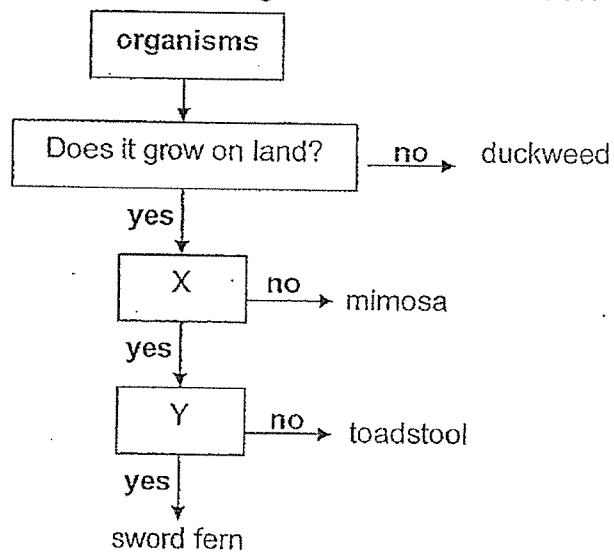 organisms
Does it grow on land?
no
duckweed
yes
X
no
mimosa
yes
Y
no
toadstool
yes
sword fern